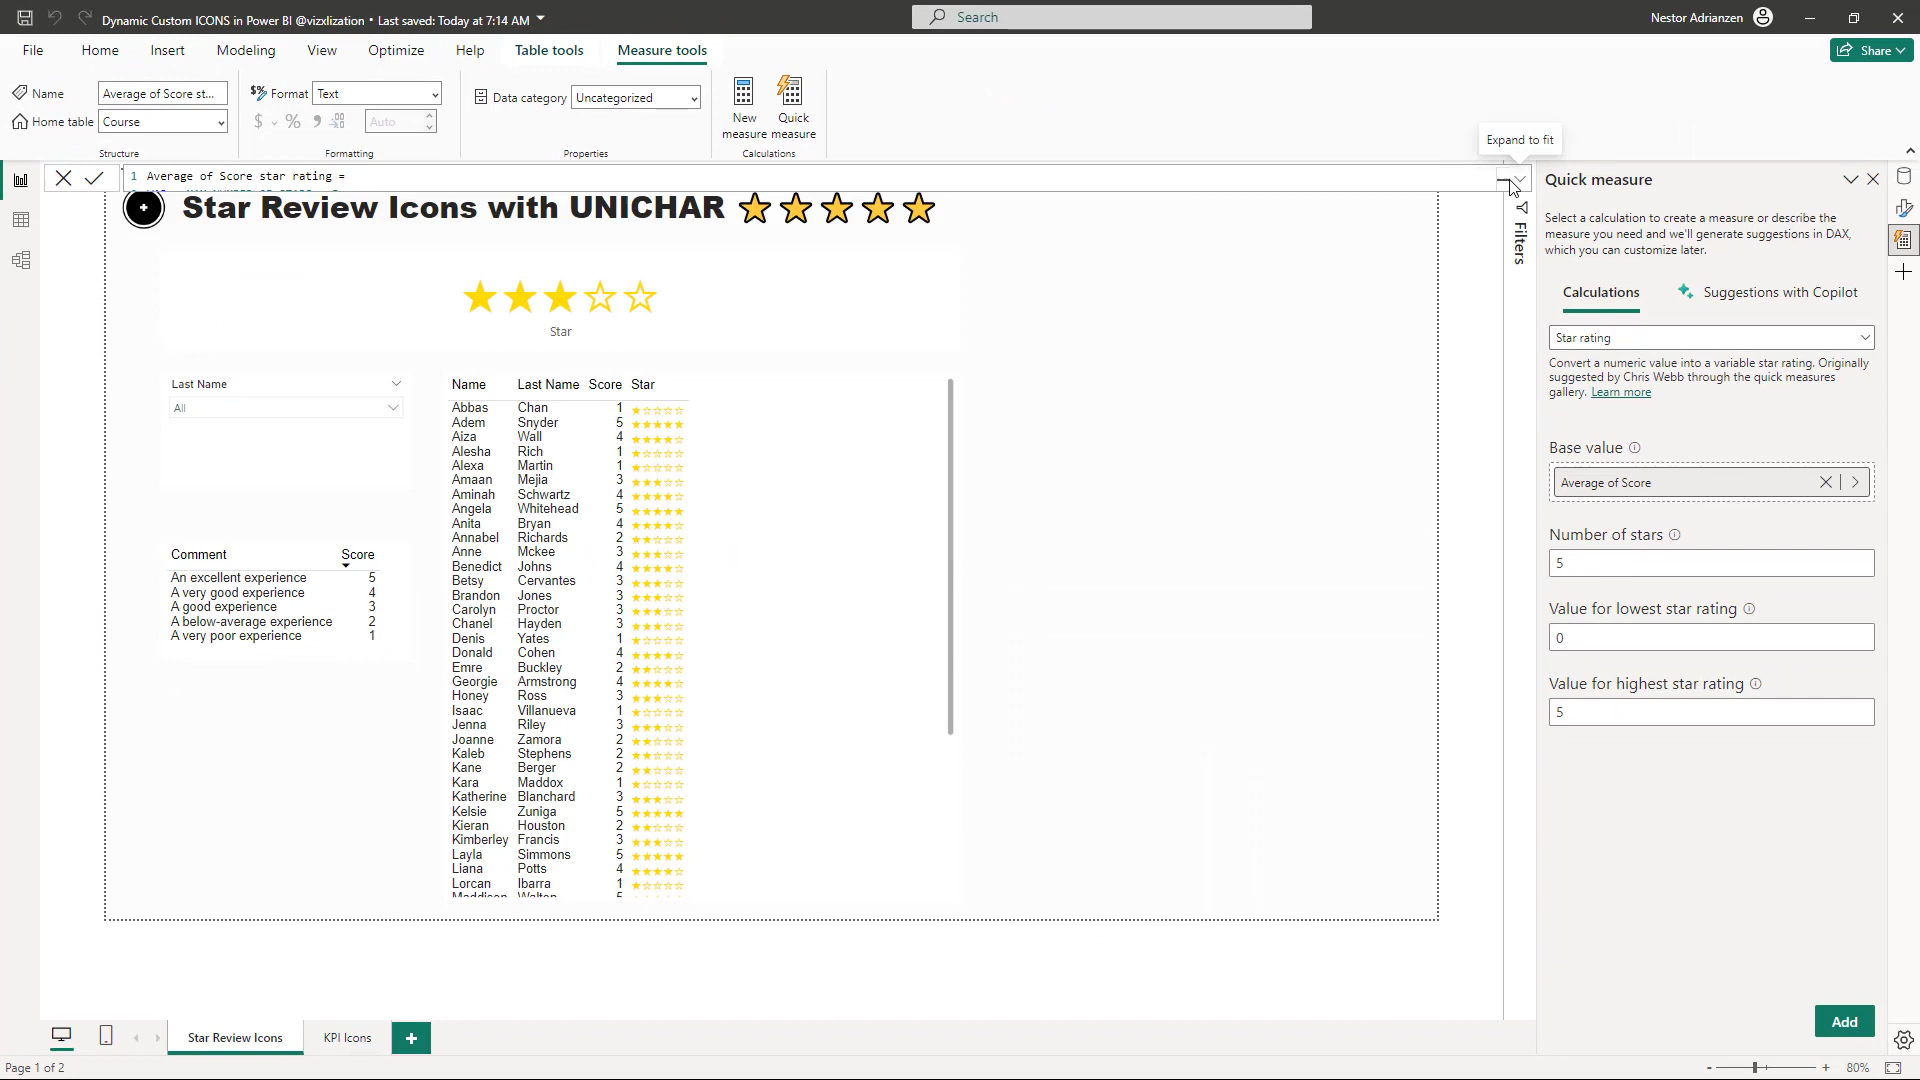 Dynamic Custom ICONS in Power BI @vizxlization • Last saved: Today at 7:14 AM
Search
Nestor Adrianzen
File Home Insert Modeling View Optimize Help Table tools Measure tools
Share
Name Average of Score st...
Home table Course
Structure
Format Text
$ % Auto
Formatting
Data category Uncategorized
Properties
New measure
Quick measure
Calculations
Expand to fit
1 Average of Score star rating =
Star Review Icons with UNICHAR
★★★☆☆
Star
Last Name
All
Comment Score
An excellent experience 5
A very good experience 4
A good experience 3
A below-average experience 2
A very poor experience 1
Name Last Name Score Star
Abbas Chan 1 ★☆☆☆☆
Adem Snyder 5 ★★★★★
Aiza Wall 4 ★★★★☆
Alesha Rich 1 ★☆☆☆☆
Alexa Martin 1 ★☆☆☆☆
Amaan Mejia 3 ★★★☆☆
Aminah Schwartz 4 ★★★★☆
Angela Whitehead 5 ★★★★★
Anita Bryan 4 ★★★★☆
Annabel Richards 2 ★★☆☆☆
Anne Mckee 3 ★★★☆☆
Benedict Johns 4 ★★★★☆
Betsy Cervantes 3 ★★★☆☆
Brandon Jones 3 ★★★☆☆
Carolyn Proctor 3 ★★★☆☆
Chanel Hayden 3 ★★★☆☆
Denis Yates 1 ★☆☆☆☆
Donald Cohen 4 ★★★★☆
Emre Buckley 2 ★★☆☆☆
Georgie Armstrong 4 ★★★★☆
Honey Ross 3 ★★★☆☆
Isaac Villanueva 1 ★☆☆☆☆
Jenna Riley 3 ★★★☆☆
Joanne Zamora 2 ★★☆☆☆
Kaleb Stephens 2 ★★☆☆☆
Kane Berger 2 ★★☆☆☆
Kara Maddox 1 ★☆☆☆☆
Katherine Blanchard 3 ★★★☆☆
Kelsie Zuniga 5 ★★★★★
Kieran Houston 2 ★★☆☆☆
Kimberley Francis 3 ★★★☆☆
Layla Simmons 5 ★★★★★
Liana Potts 4 ★★★★☆
Lorcan Ibarra 1 ★☆☆☆☆
Filters
Quick measure
Select a calculation to create a measure or describe the
measure you need and we'll generate suggestions in DAX,
which you can customize later.
Calculations Suggestions with Copilot
Star rating
Convert a numeric value into a variable star rating. Originally
suggested by Chris Webb through the quick measures
gallery. Learn more
Base value
Average of Score
Number of stars
5
Value for lowest star rating
0
Value for highest star rating
5
Add
Star Review Icons KPI Icons
Page 1 of 2
80%